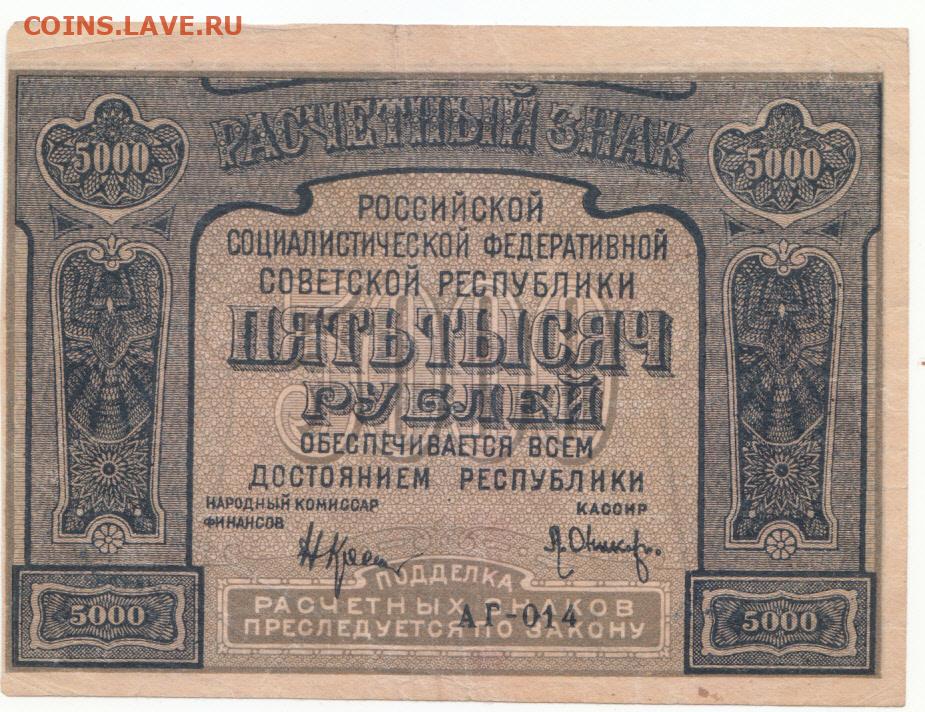 COINS.LAVE.RU
РАСЧЕТНЫЙ ЗНАК
5000
5000
РОССИЙСКОЙ
СОЦИАЛИСТИЧЕСКОЙ ФЕДЕРАТИВНОЙ
СОВЕТСКОЙ РЕСПУБЛИКИ
5000
ПЯТЬ ТЫСЯЧ
РУБЛЕЙ
ОБЕСПЕЧИВАЕТСЯ ВСЕМ
ДОСТОЯНИЕМ РЕСПУБЛИКИ
НАРОДНЫЙ КОМИССАР
ФИНАНСОВ
КАССИР
ПОДДЕЛКА
РАСЧЕТНЫХ ЗНАКОВ
ПРЕСЛЕДУЕТСЯ ПО ЗАКОНУ
АГ-014
5000
5000